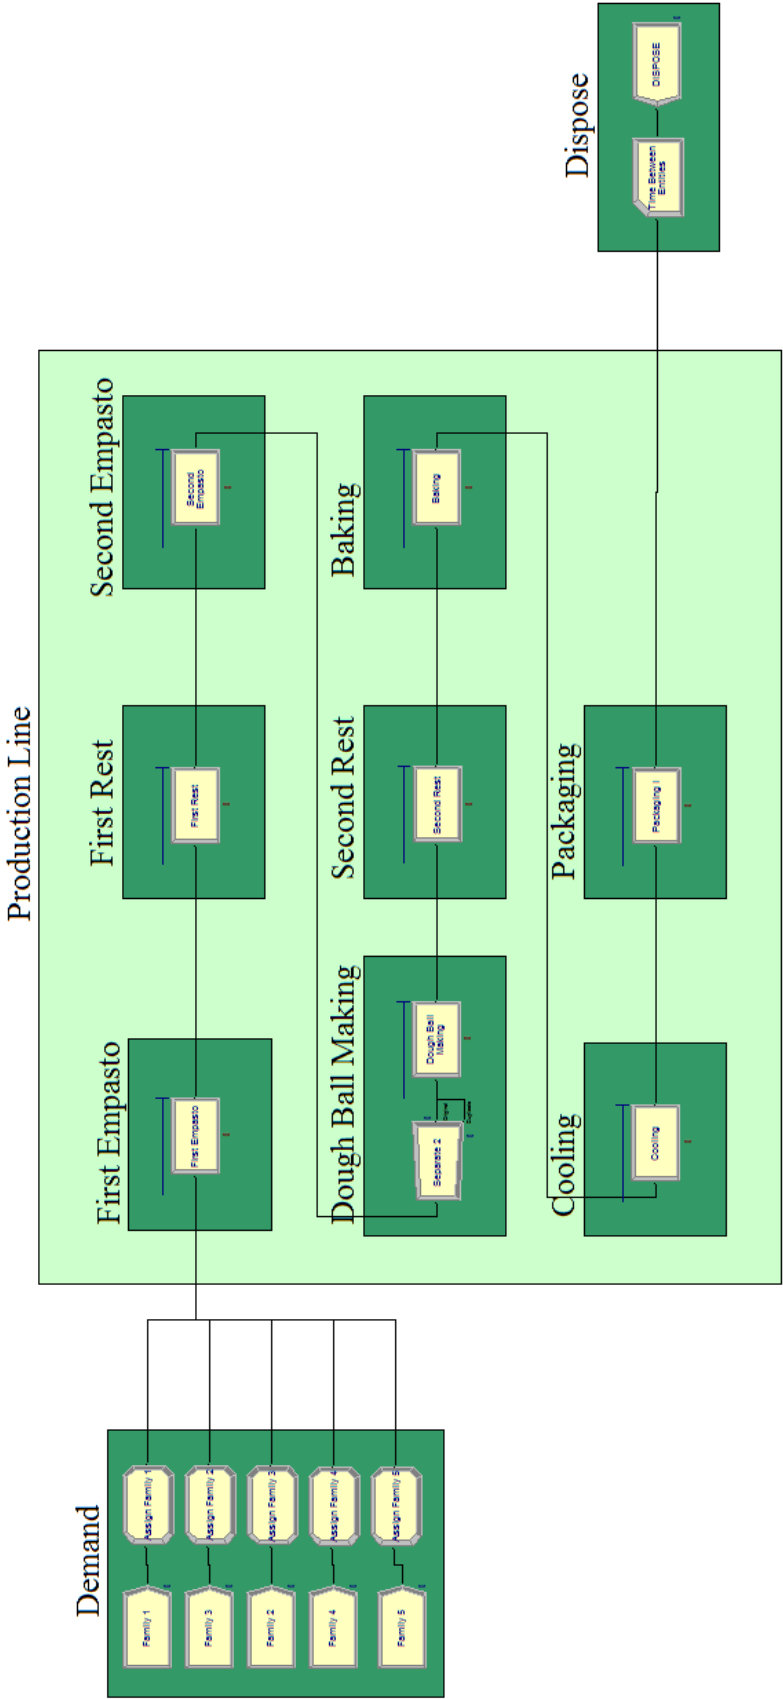 Production Line
Demand
Family 1
Assign Family 1
Family 3
Assign Family 2
Family 2
Assign Family 3
Family 4
Assign Family 4
Family 5
Assign Family 5
First Empasto
First Empasto
First Rest
First Rest
Second Empasto
Second
Empasto
Dough Ball Making
Separate 2
Original
Duplicate
Dough Ball
Making
Second Rest
Second Rest
Baking
Baking
Cooling
Cooling
Packaging
Packaging I
Dispose
Time Between
Entities
DISPOSE